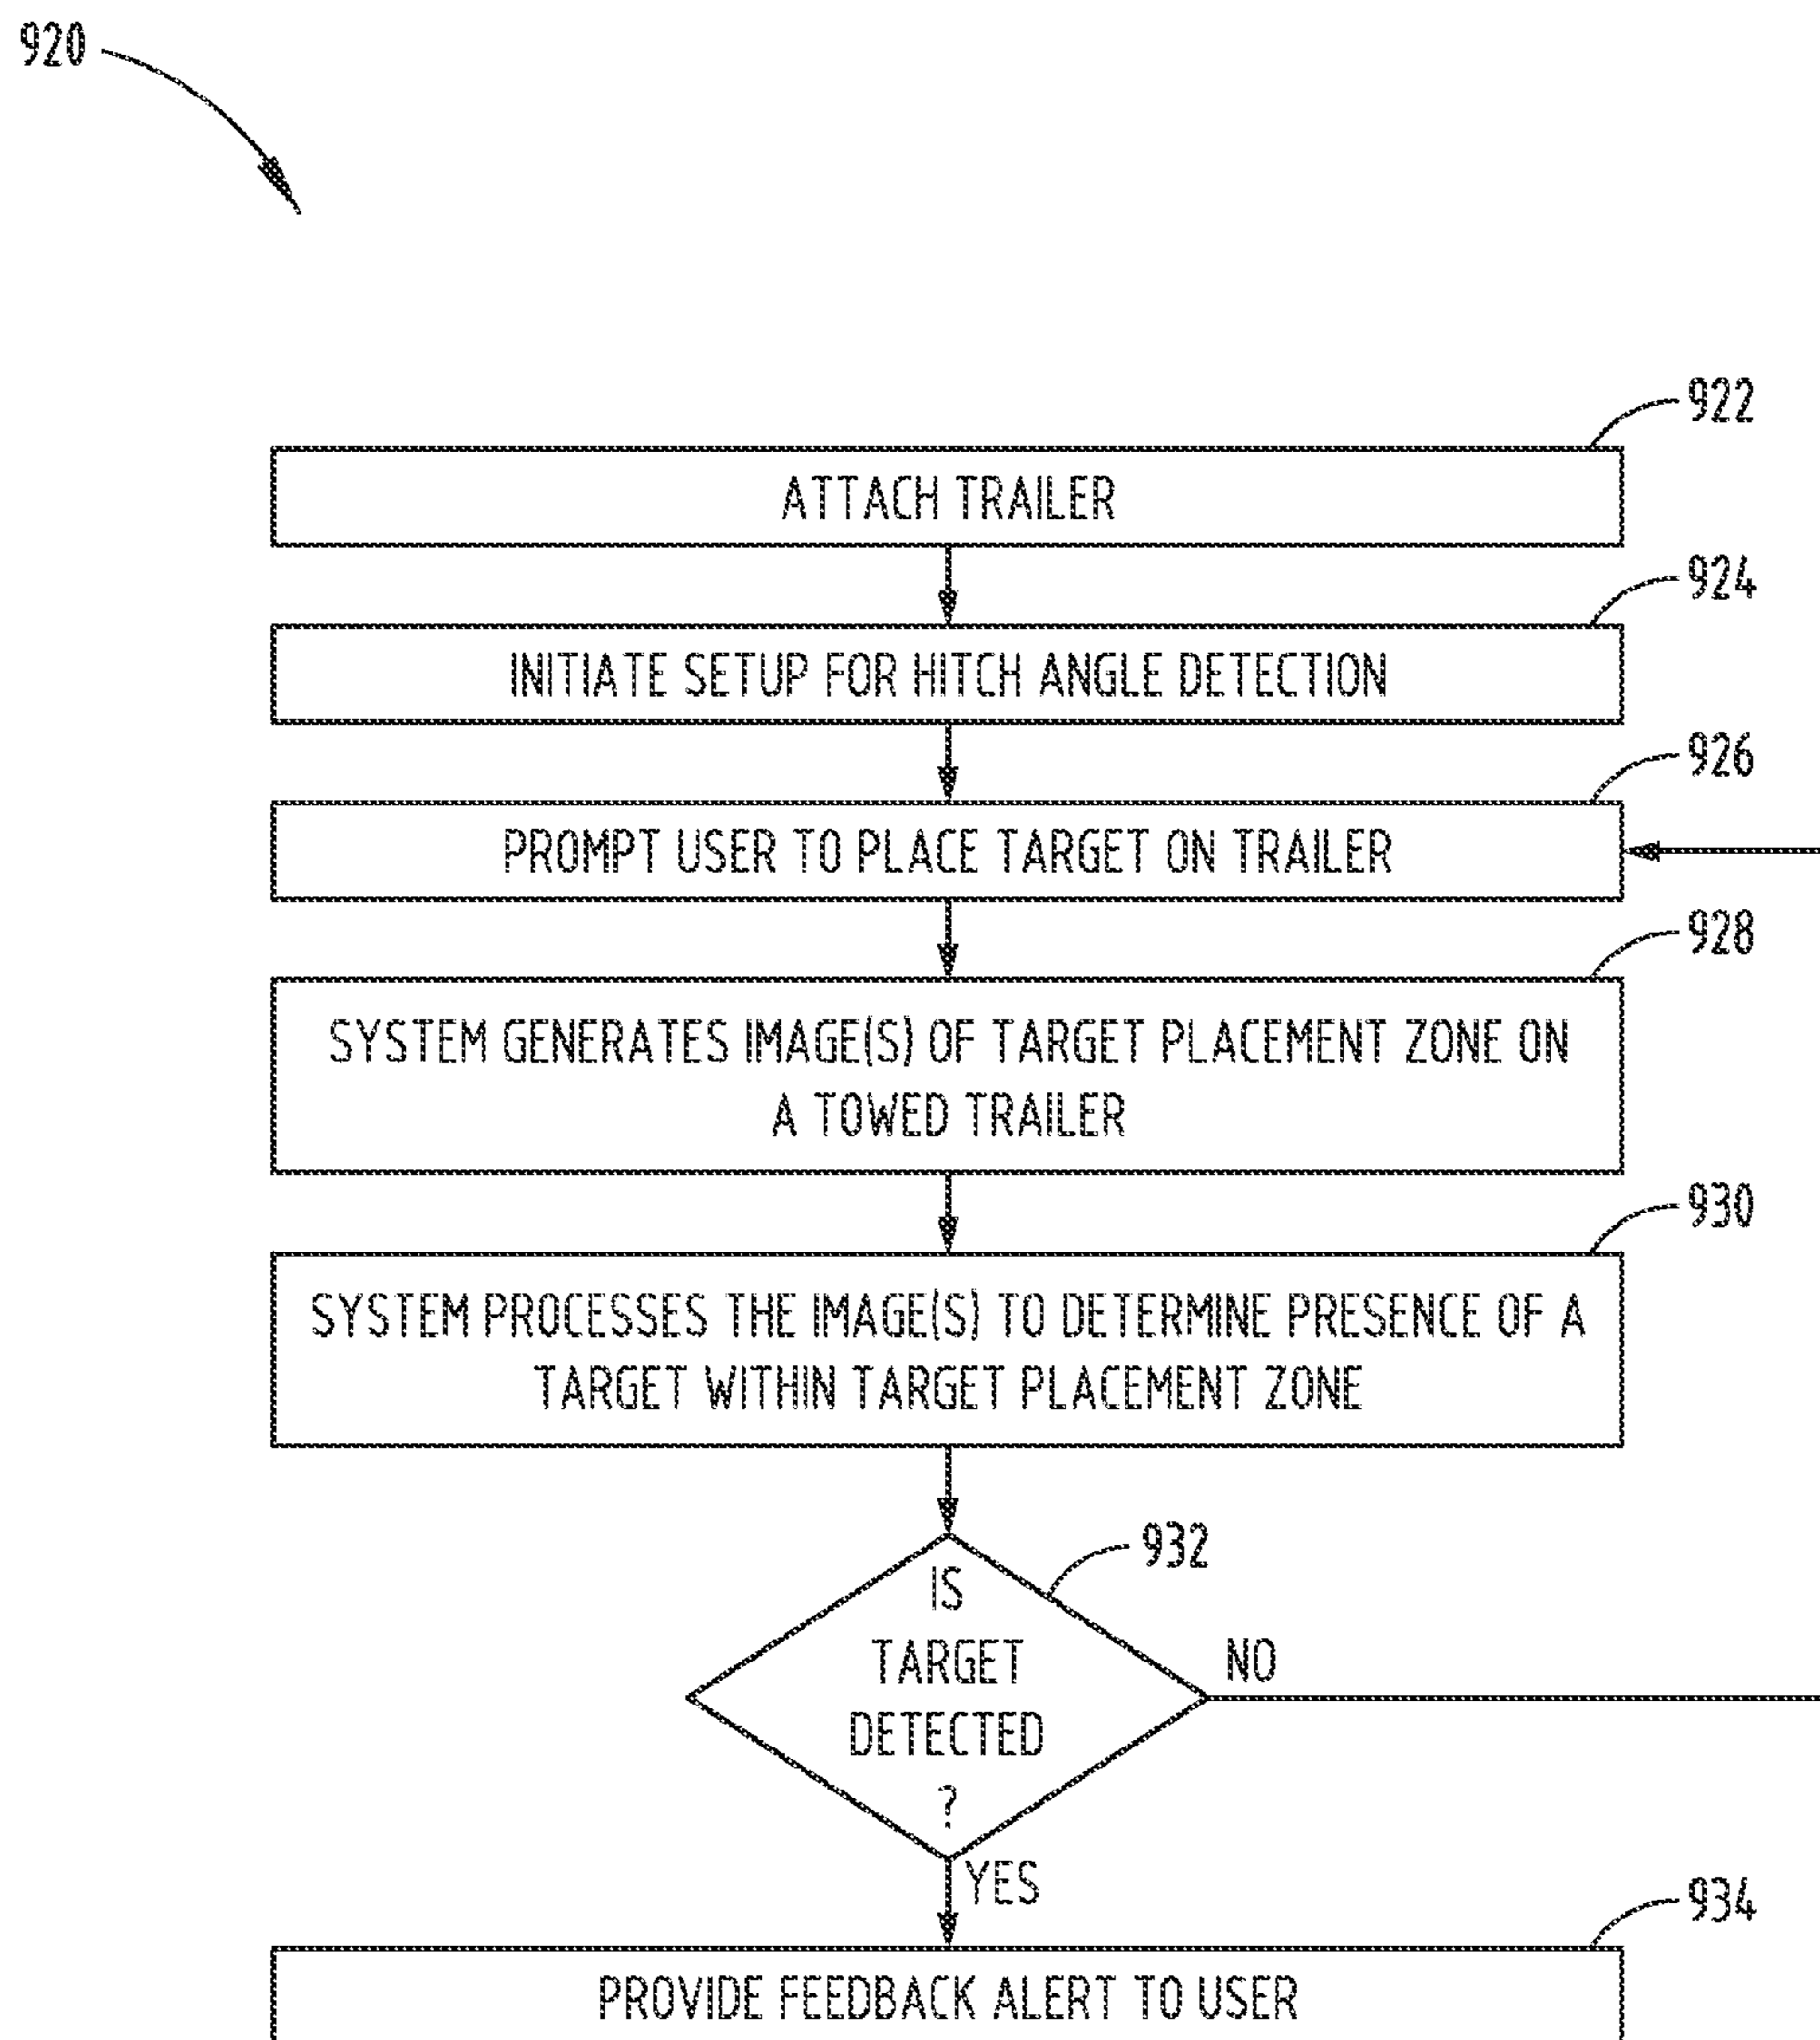 920
922
ATTACH TRAILER
924
INITIATE SETUP FOR HITCH ANGLE DETECTION
926
PROMPT USER TO PLACE TARGET ON TRAILER
928
SYSTEM GENERATES IMAGE(S) OF TARGET PLACEMENT ZONE ON
A TOWED TRAILER
930
SYSTEM PROCESSES THE IMAGE(S) TO DETERMINE PRESENCE OF A
TARGET WITHIN TARGET PLACEMENT ZONE
932
IS
TARGET
DETECTED
?
NO
YES
934
PROVIDE FEEDBACK ALERT TO USER